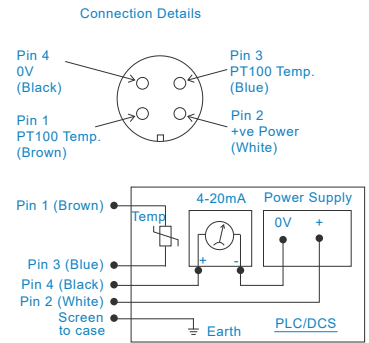 Connection Details
Pin 4
0V
(Black)
Pin 3
PT100 Temp.
(Blue)
Pin 1
PT100 Temp.
(Brown)
Pin 2
+ve Power
(White)
Pin 1 (Brown)
Temp
4-20mA
Power Supply
0V +
+ -
Pin 3 (Blue)
Pin 4 (Black)
Pin 2 (White)
Screen
to case
Earth
PLC/DCS